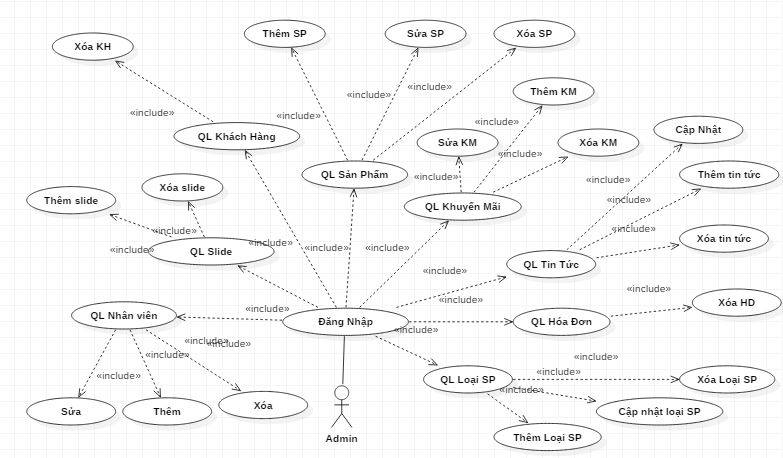 Thêm SP
Sửa SP
Xóa SP
Xóa KH
«include»
«include»
Thêm KM
«include»
«include»
«include»
Cập Nhật
QL Khách Hàng
Sửa KM
Xóa KM
«include»
QL Sản Phẩm
«include»
«include»
Thêm tin tức
Xóa slide
Thêm slide
«include»
QL Khuyến Mãi
«include»
«include»
Xóa tin tức
«include»
QL Slide
«include»
«include»
«include»
QL Tin Tức
«include»
«include»
«include»
Xóa HD
«include»
QL Nhân viên
Đăng Nhập
QL Hóa Đơn
«include»
«include»
«include»
«include»
«include»
«include»
«include»
QL Loại SP
Xóa Loại SP
«include»
Sửa
Thêm
Xóa
Cập nhật loại SP
Admin
Thêm Loại SP